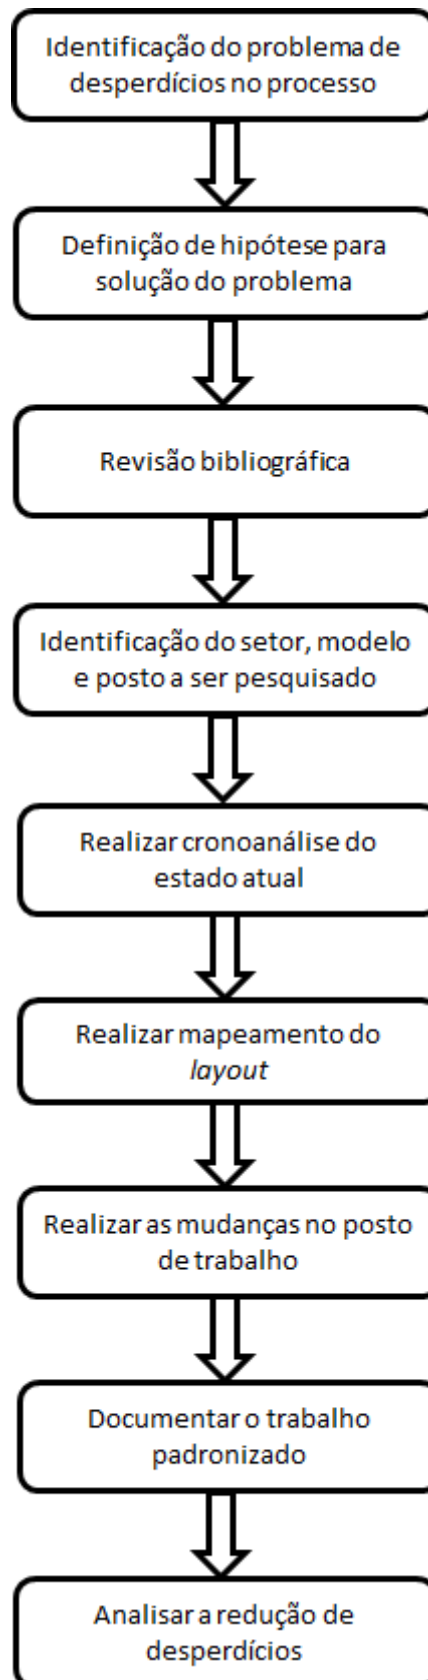 Identificação do problema de
desperdícios no processo
Definição de hipótese para
solução do problema
Revisão bibliográfica
Identificação do setor, modelo
e posto a ser pesquisado
Realizar cronoanálise do
estado atual
Realizar mapeamento do
layout
Realizar as mudanças no posto
de trabalho
Documentar o trabalho
padronizado
Analisar a redução de
desperdícios